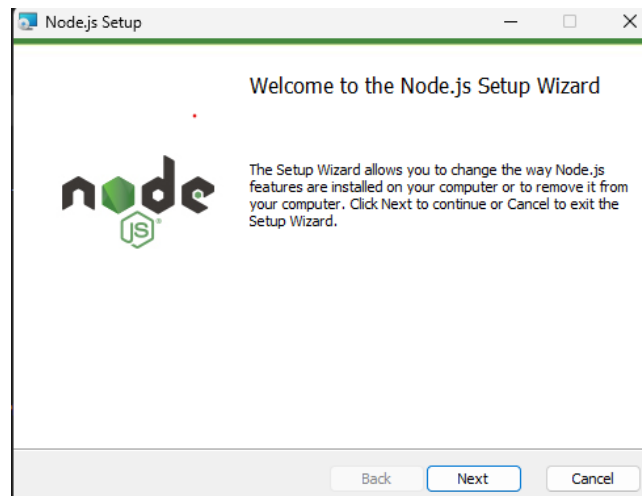 Node.js Setup
Welcome to the Node.js Setup Wizard
node
JS
The Setup Wizard allows you to change the way Node.js
features are installed on your computer or to remove it from
your computer. Click Next to continue or Cancel to exit the
Setup Wizard.
Back
Next
Cancel